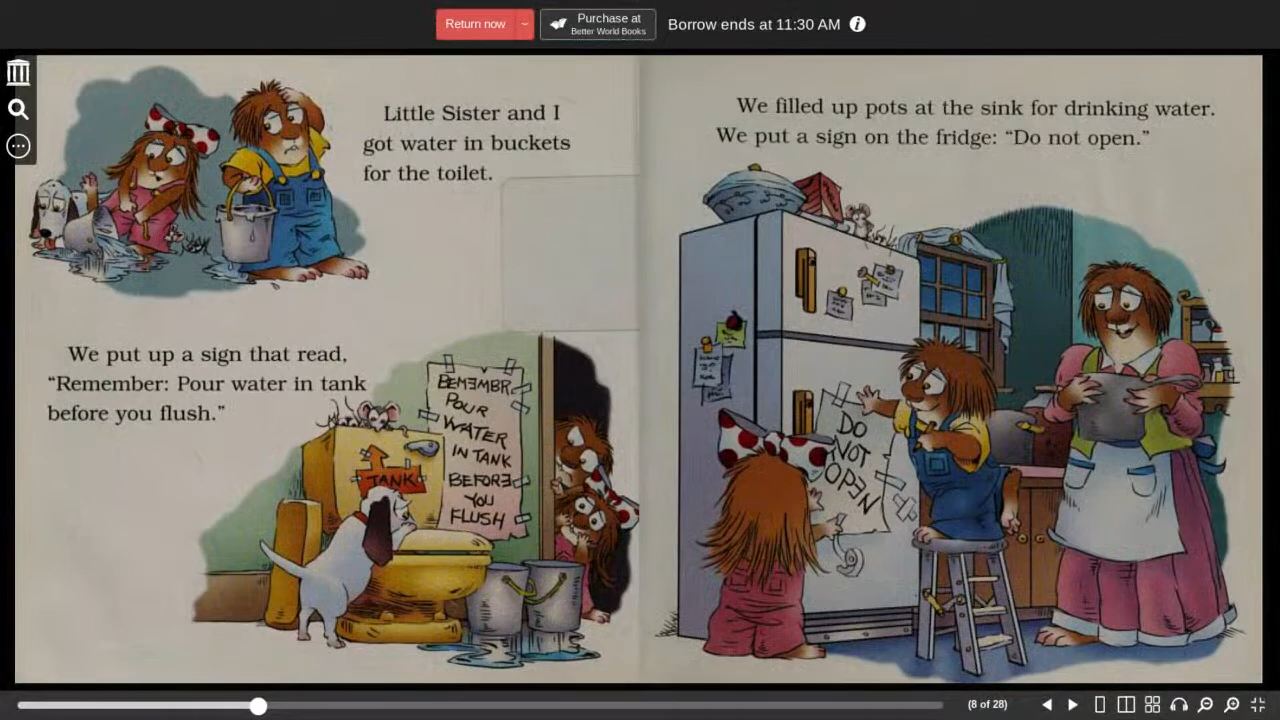 Return now
Purchase at
Better World Books
Borrow ends at 11:30 AM
Little Sister and I
got water in buckets
for the toilet.
We put up a sign that read,
“Remember: Pour water in tank
before you flush.”
TANK
POUR
WATER
IN TANK
BEFORE
YOU
FLUSH
We filled up pots at the sink for drinking water.
We put a sign on the fridge: “Do not open.”
DO
NOT
OPEN
(8 of 28)